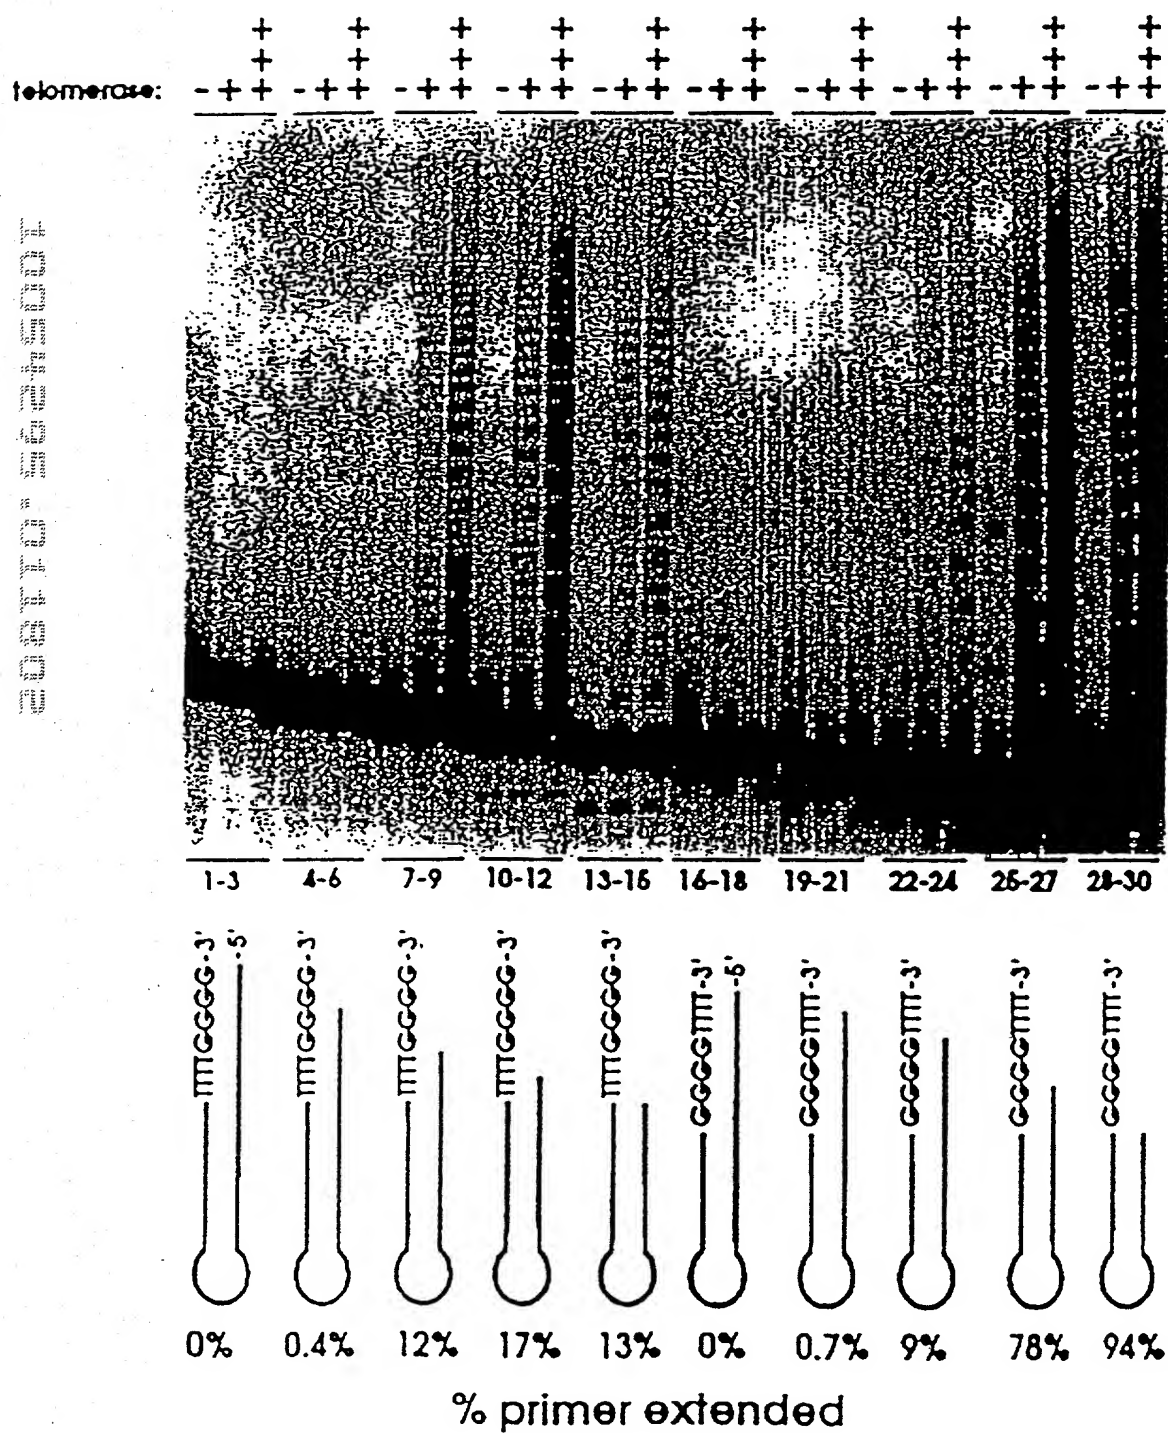 + + + + + + + + + +
+ + + + + + + + + +
telomerase: - + + - + + - + + - + + - + + - + + - + + - + + - + + - + +
10054295.011802
1-3 4-6 7-9 10-12 13-15 16-18 19-21 22-24 25-27 28-30
TTTTGGGG-3' -5' TTTTGGGG-3' TTTTGGGG-3' TTTTGGGG-3' TTTTGGGG-3' GGGGTTTT-3' -5' GGGGTTTT-3' GGGGTTTT-3' GGGGTTTT-3' GGGGTTTT-3'
0% 0.4% 12% 17% 13% 0% 0.7% 9% 78% 94%
% primer extended